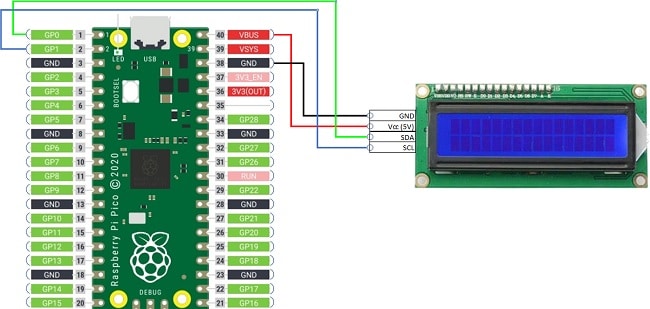 GP0 1 1 40 VBUS
GP1 2 2 LED USB 39 39 VSYS
GND 3 38 GND
GP2 4 37 3V3_EN
GP3 5 BOOTSEL 36 3V3(OUT)
GP4 6 35
GP5 7 34 GP28
GND 8 33 GND
GP6 9 32 GP27
GP7 10 31 GP26
GP8 11 30 RUN
GP9 12 29 GP22
GND 13 28 GND
GP10 14 27 GP21
GP11 15 26 GP20
GP12 16 25 GP19
GP13 17 24 GP18
GND 18 23 GND
GP14 19 22 GP17
GP15 20 21 GP16
Raspberry Pi Pico © 2020
DEBUG
GND
Vcc (5V)
SDA
SCL